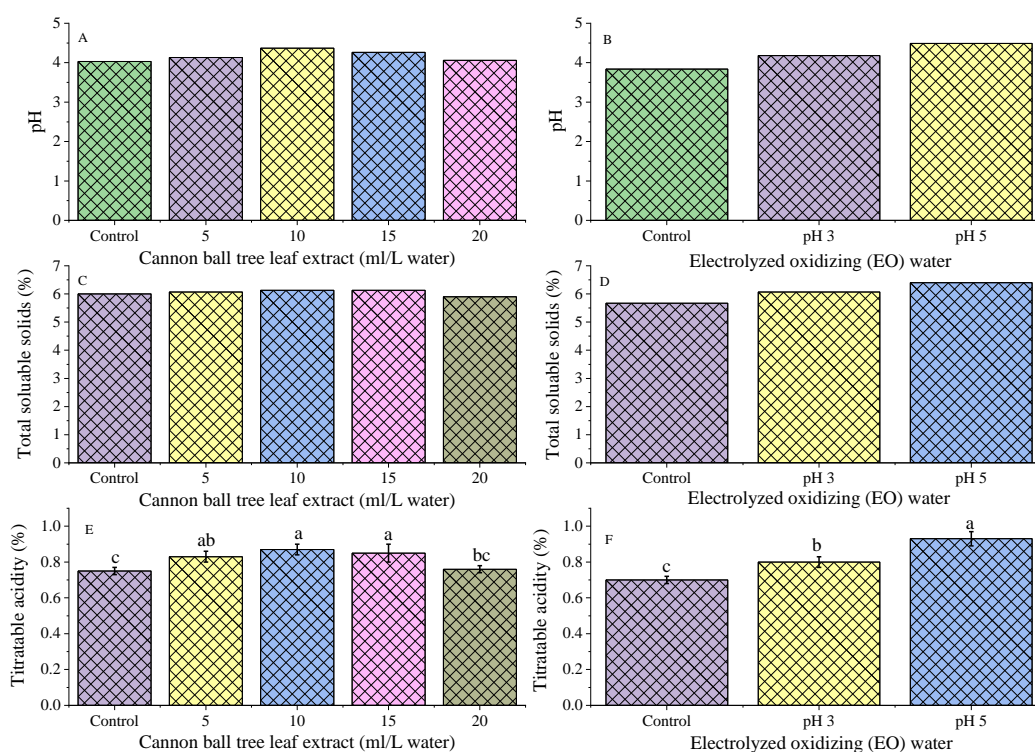 A
pH
5
4
3
2
1
0
Control
5
10
15
20
Cannon ball tree leaf extract (ml/L water)
B
pH
5
4
3
2
1
0
Control
pH 3
pH 5
Electrolyzed oxidizing (EO) water
C
Total soluable solids (%)
7
6
5
4
3
2
1
0
Control
5
10
15
20
Cannon ball tree leaf extract (ml/L water)
D
Total soluable solids (%)
7
6
5
4
3
2
1
0
Control
pH 3
pH 5
Electrolyzed oxidizing (EO) water
E
Titratable acidity (%)
1.0
0.8
0.6
0.4
0.2
0.0
c
ab
a
a
bc
Control
5
10
15
20
Cannon ball tree leaf extract (ml/L water)
F
Titratable acidity (%)
1.0
0.8
0.6
0.4
0.2
0.0
c
b
a
Control
pH 3
pH 5
Electrolyzed oxidizing (EO) water